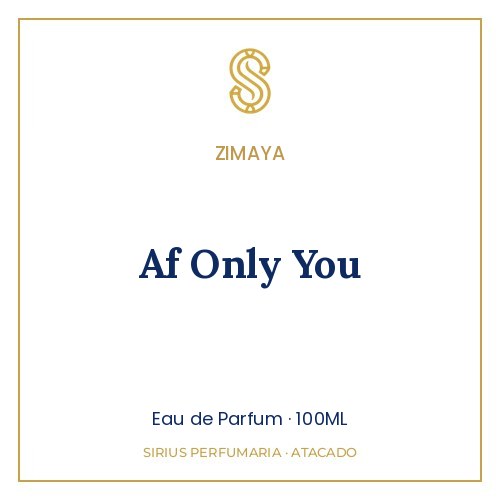 ZIMAYA
Af Only You
Eau de Parfum · 100ML
SIRIUS PERFUMARIA · ATACADO